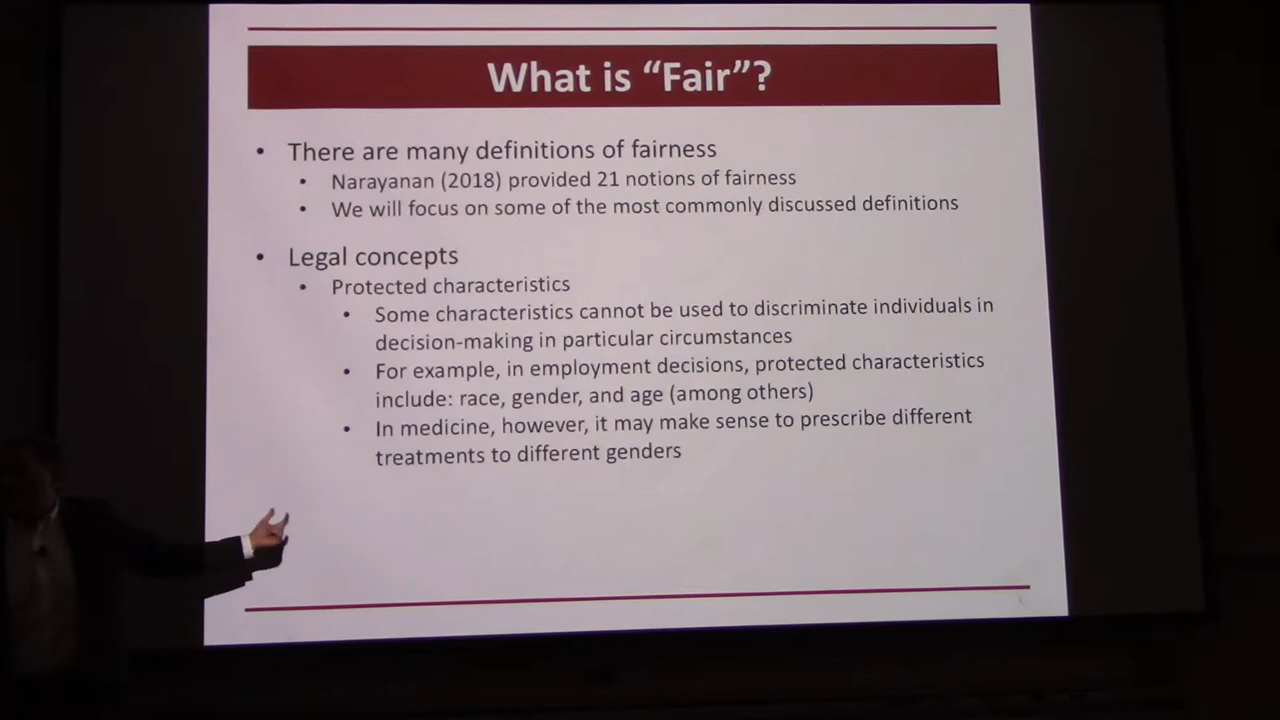 What is “Fair”?
• There are many definitions of fairness
• Narayanan (2018) provided 21 notions of fairness
• We will focus on some of the most commonly discussed definitions
• Legal concepts
• Protected characteristics
• Some characteristics cannot be used to discriminate individuals in
decision-making in particular circumstances
• For example, in employment decisions, protected characteristics
include: race, gender, and age (among others)
• In medicine, however, it may make sense to prescribe different
treatments to different genders